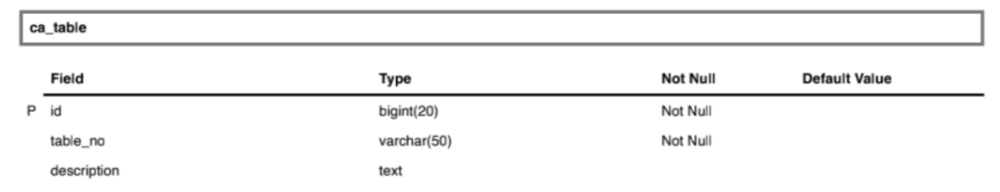 ca_table
Field Type Not Null Default Value
P id bigint(20) Not Null
table_no varchar(50) Not Null
description text